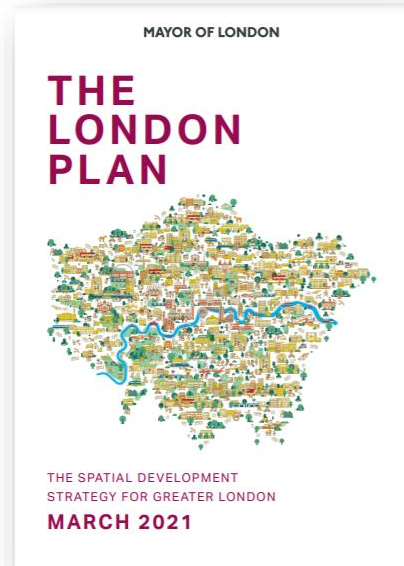 MAYOR OF LONDON
THE
LONDON
PLAN
THE SPATIAL DEVELOPMENT
STRATEGY FOR GREATER LONDON
MARCH 2021